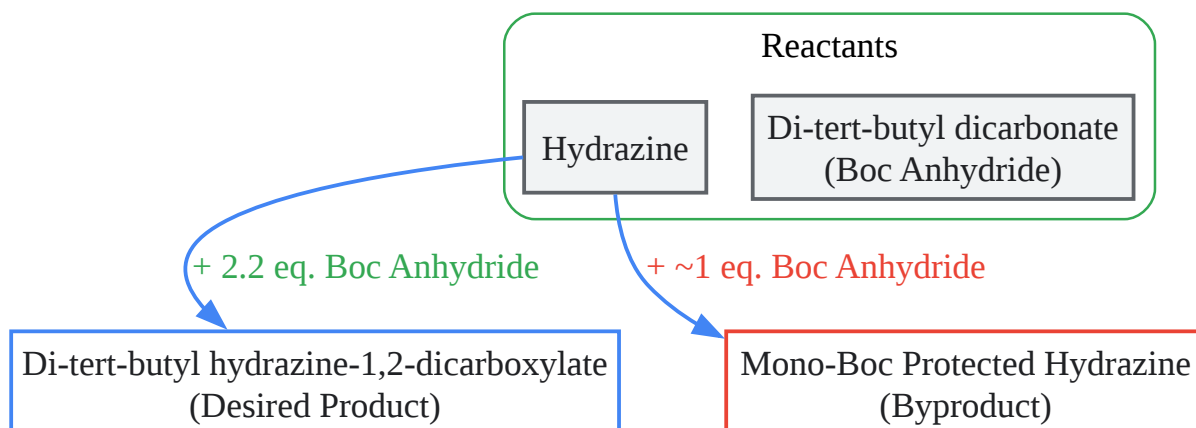 Reactants
Hydrazine
Di-tert-butyl dicarbonate
(Boc Anhydride)
+ 2.2 eq. Boc Anhydride
+ ~1 eq. Boc Anhydride
Di-tert-butyl hydrazine-1,2-dicarboxylate
(Desired Product)
Mono-Boc Protected Hydrazine
(Byproduct)